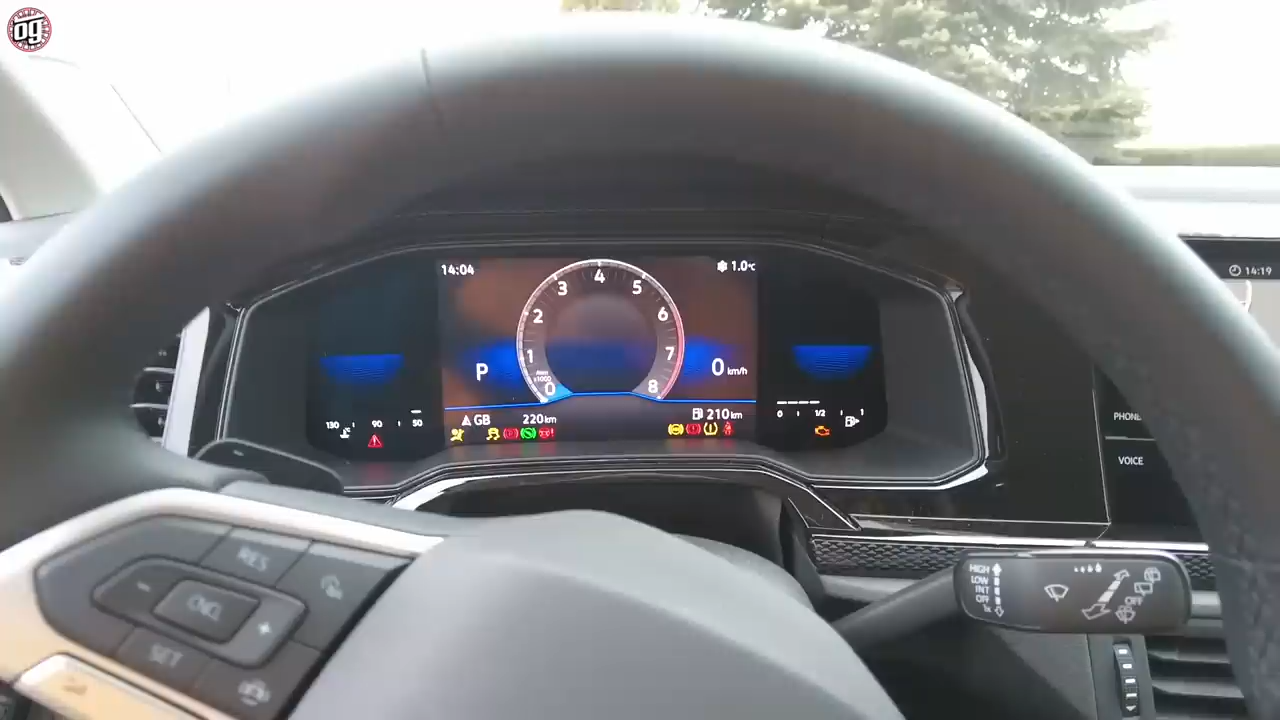 og
14:04
1.0°C
4
3 5
2 6
1 7
x1000
0 8
P
0 km/h
GB 220 km
210 km
130 90 50
0 1/2 1
14:19
PHONE
VOICE
RES
CNCL
SET
HIGH
LOW
INT
OFF
1x
OFF